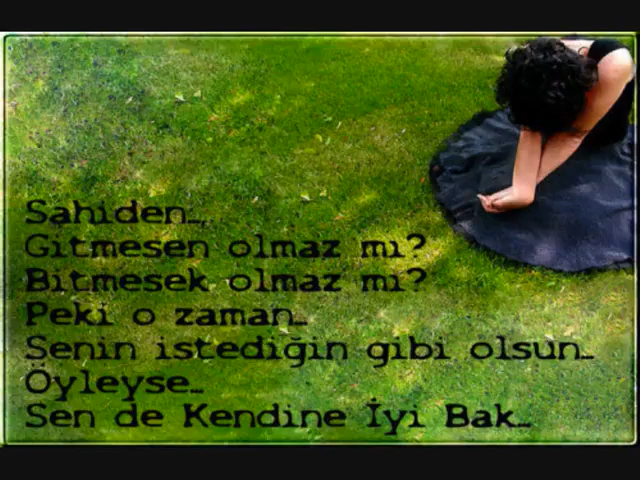 Sahiden...
Gitmesen olmaz mı?
Bitmesek olmaz mı?
Peki o zaman...
Senin istediğin gibi olsun...
Öyleyse...
Sen de Kendine İyi Bak...